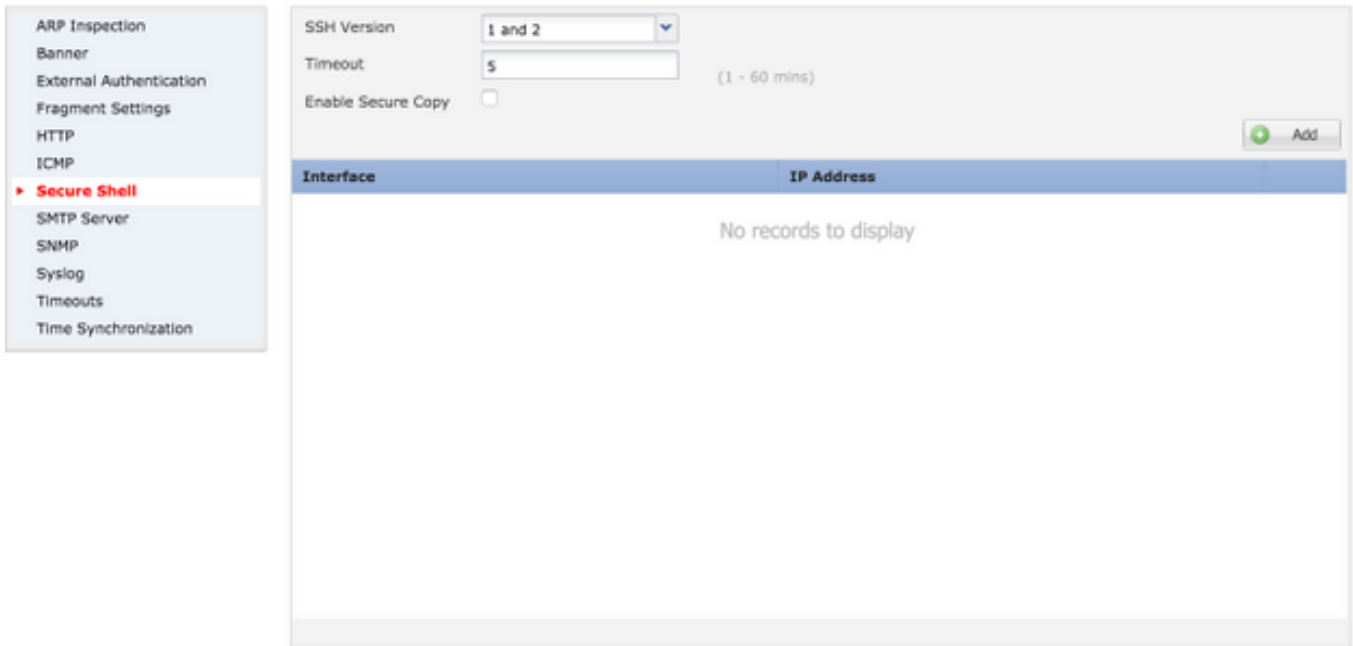 ARP Inspection
Banner
External Authentication
Fragment Settings
HTTP
ICMP
Secure Shell
SMTP Server
SNMP
Syslog
Timeouts
Time Synchronization
SSH Version 1 and 2
Timeout 5 (1 - 60 mins)
Enable Secure Copy
Add
Interface IP Address
No records to display